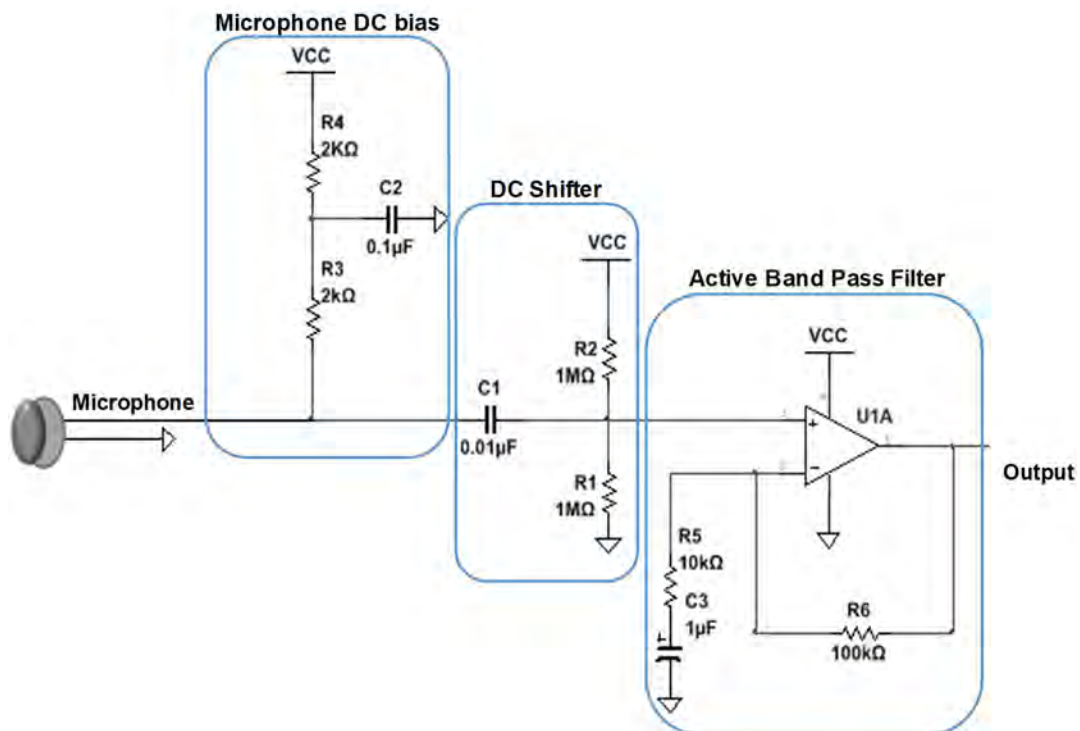 Microphone DC bias
VCC
R4
2KΩ
C2
0.1µF
R3
2kΩ
DC Shifter
VCC
R2
1MΩ
Active Band Pass Filter
VCC
Microphone
C1
0.01µF
U1A
+
−
Output
R1
1MΩ
R5
10kΩ
C3
1µF
+
R6
100kΩ